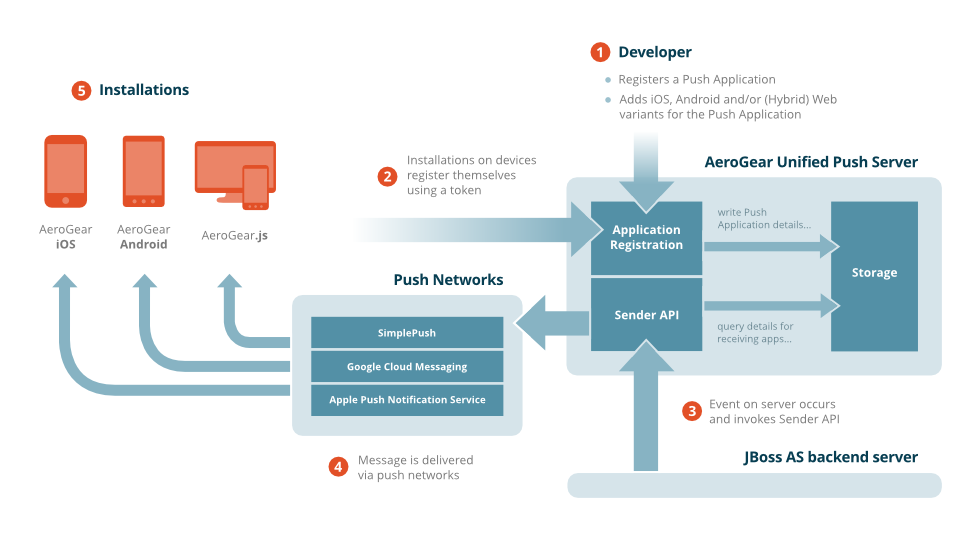 1 Developer
Registers a Push Application
Adds iOS, Android and/or (Hybrid) Web
variants for the Push Application
5 Installations
AeroGear
iOS
AeroGear
Android
AeroGear.js
2 Installations on devices
register themselves
using a token
AeroGear Unified Push Server
Application
Registration
write Push
Application details...
Storage
Sender API
query details for
receiving apps...
Push Networks
SimplePush
Google Cloud Messaging
Apple Push Notification Service
3 Event on server occurs
and invokes Sender API
4 Message is delivered
via push networks
JBoss AS backend server